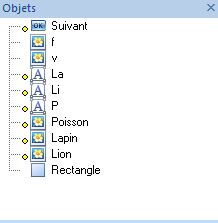 Objets
OK Suivant
f
v
A La
A Li
A P
Poisson
Lapin
Lion
Rectangle